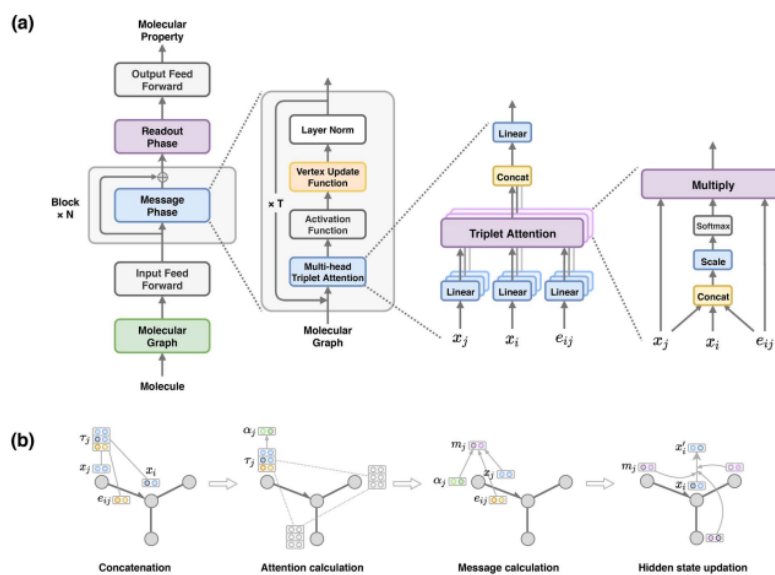 (a)
Molecular
Property
Output Feed
Forward
Readout
Phase
Block
× N
Message
Phase
Input Feed
Forward
Molecular
Graph
Molecule
Layer Norm
Vertex Update
Function
× T
Activation
Function
Multi-head
Triplet Attention
Molecular
Graph
Linear
Concat
Triplet Attention
Linear
Linear
Linear
x_j
x_i
e_ij
Multiply
Softmax
Scale
Concat
x_j
x_i
e_ij
(b)
τ_j
x_j
x_i
e_ij
Concatenation
α_j
τ_j
Attention calculation
m_j
α_j
x_j
e_ij
Message calculation
x'_i
m_j
x_i
Hidden state updation